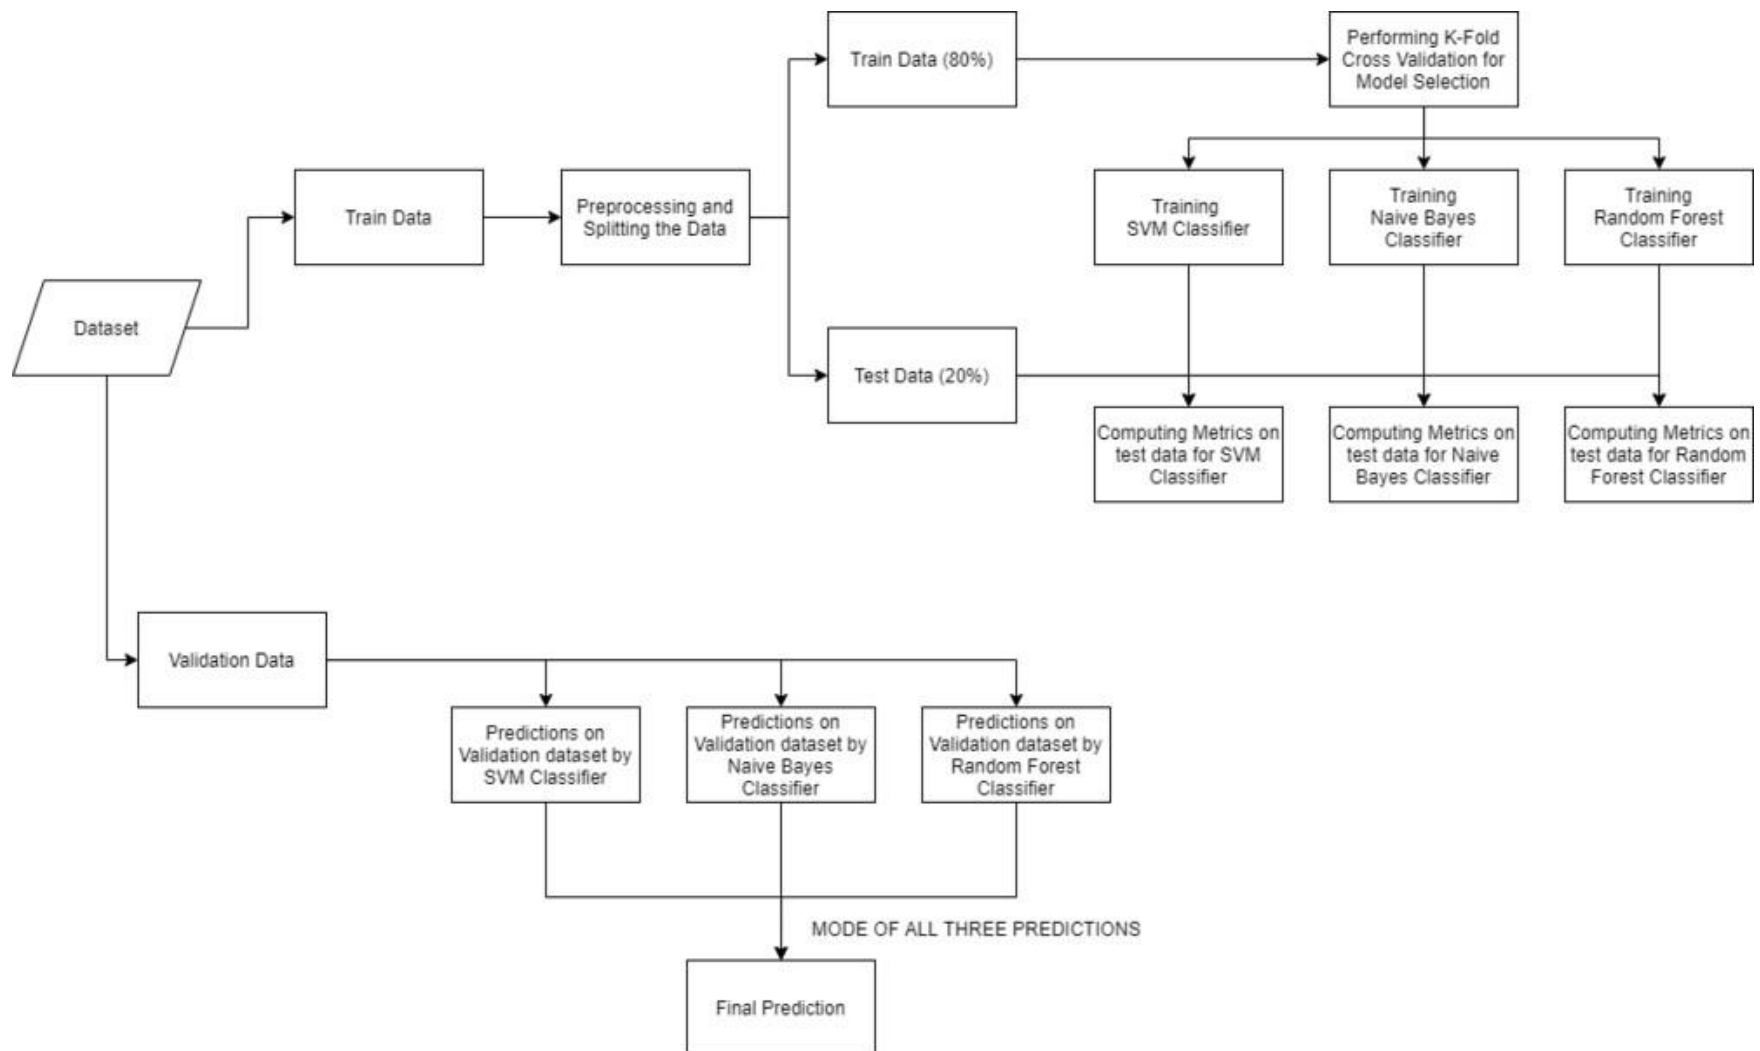 Train Data (80%)
Performing K-Fold
Cross Validation for
Model Selection
Train Data
Preprocessing and
Splitting the Data
Training
SVM Classifier
Training
Naive Bayes
Classifier
Training
Random Forest
Classifier
Dataset
Test Data (20%)
Computing Metrics on
test data for SVM
Classifier
Computing Metrics on
test data for Naive
Bayes Classifier
Computing Metrics on
test data for Random
Forest Classifier
Validation Data
Predictions on
Validation dataset by
SVM Classifier
Predictions on
Validation dataset by
Naive Bayes
Classifier
Predictions on
Validation dataset by
Random Forest
Classifier
MODE OF ALL THREE PREDICTIONS
Final Prediction